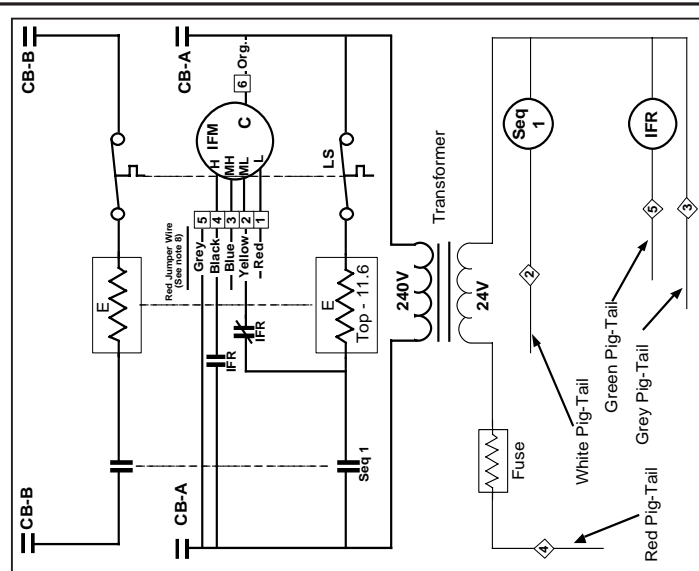 CB-B
CB-B
E
CB-A
CB-A
IFM
C
H
MH
ML
L
6
Org.
Red Jumper Wire
(See note 8)
5
Grey
4
Black
3
Blue
2
Yellow
1
Red
IFR
IFR
LS
E
Top - 11.6
Seq 1
240V
Transformer
24V
Seq
1
IFR
Fuse
2
5
3
4
White Pig-Tail
Green Pig-Tail
Grey Pig-Tail
Red Pig-Tail